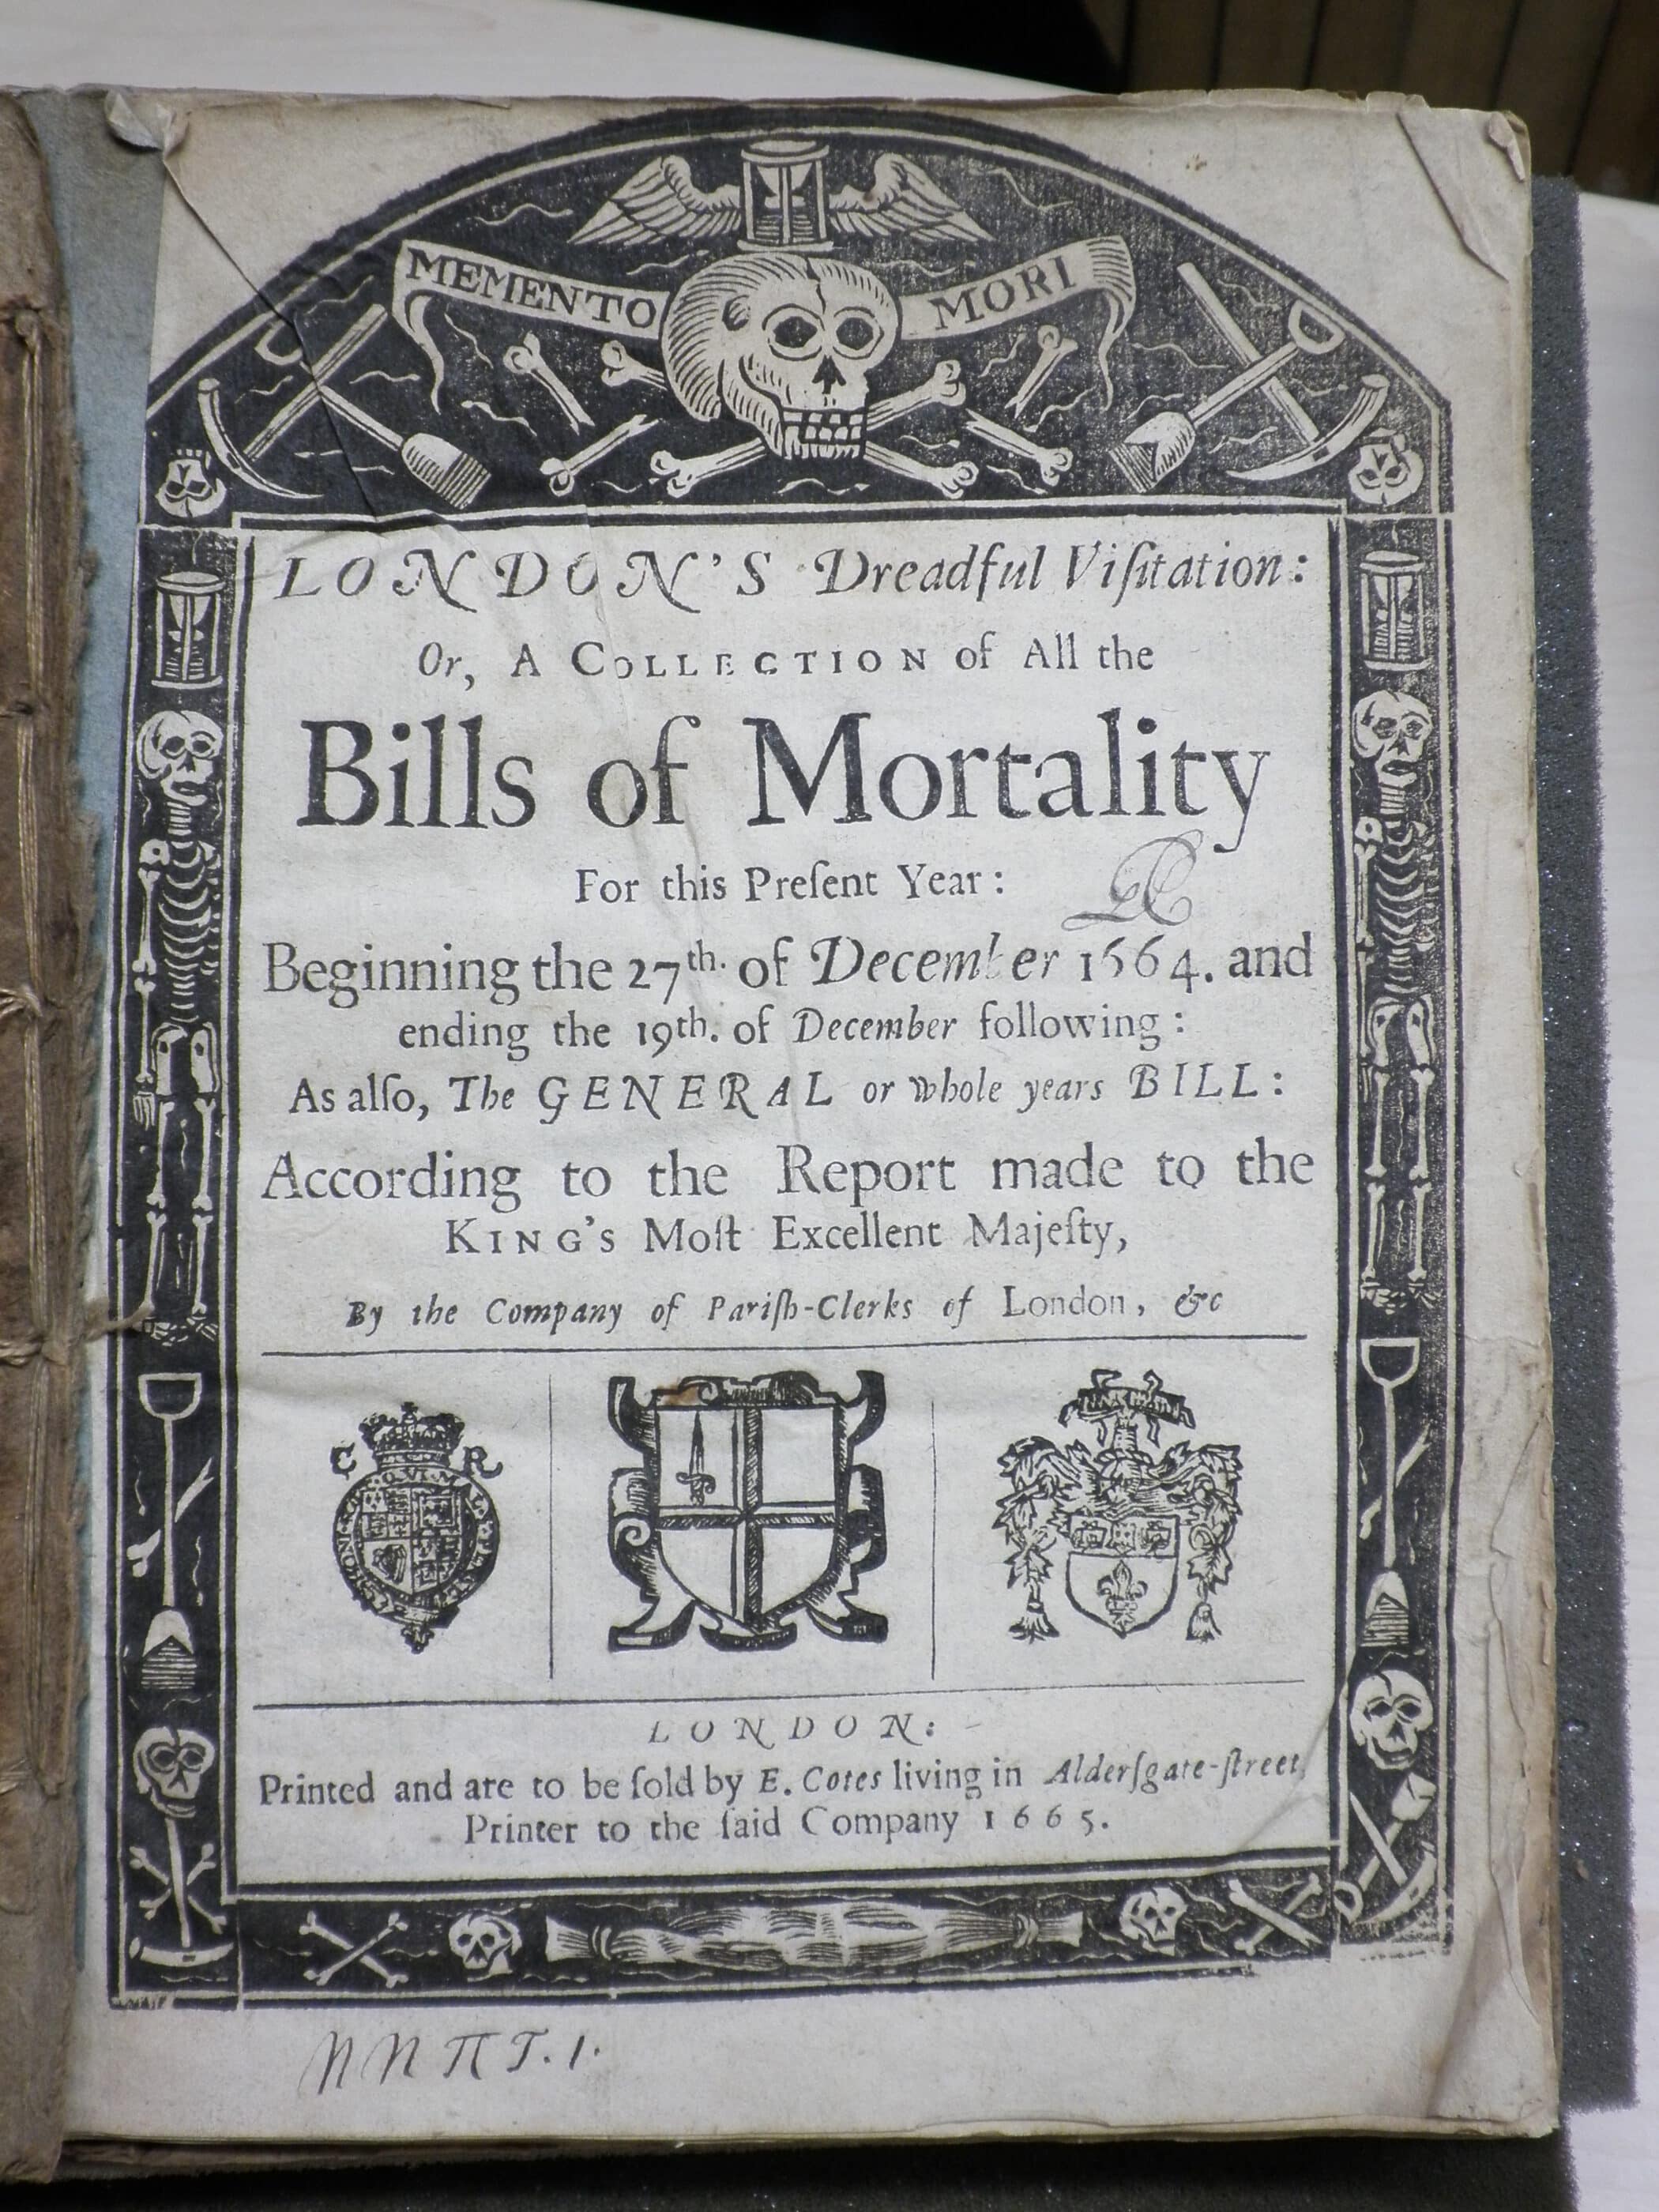 MEMENTO MORI
LONDON'S Dreadful Viſitation:
Or, A COLLECTION of All the
Bills of Mortality
For this Preſent Year:
Beginning the 27th. of December 1664. and
ending the 19th. of December following:
As alſo, The GENERAL or whole years BILL:
According to the Report made to the
KING'S Moſt Excellent Majeſty,
By the Company of Pariſh-Clerks of London, &c
C R
LONDON:
Printed and are to be ſold by E. Cotes living in Alderſgate-ſtreet,
Printer to the ſaid Company 1665.